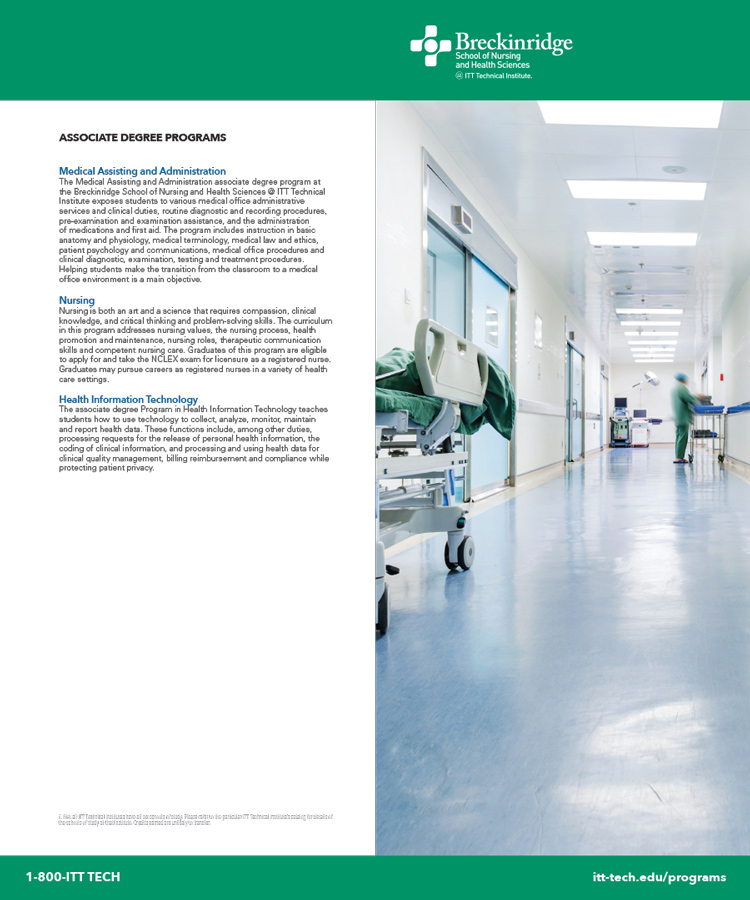 Breckinridge
School of Nursing
and Health Sciences
@ ITT Technical Institute.
ASSOCIATE DEGREE PROGRAMS
Medical Assisting and Administration
The Medical Assisting and Administration associate degree program at
the Breckinridge School of Nursing and Health Sciences @ ITT Technical
Institute exposes students to various medical office administrative
services and clinical duties, routine diagnostic and recording procedures,
pre-examination and examination assistance, and the administration
of medications and first aid. The program includes instruction in basic
anatomy and physiology, medical terminology, medical law and ethics,
patient psychology and communications, medical office procedures and
clinical diagnostic, examination, testing and treatment procedures.
Helping students make the transition from the classroom to a medical
office environment is a main objective.
Nursing
Nursing is both an art and a science that requires compassion, clinical
knowledge, and critical thinking and problem-solving skills. The curriculum
in this program addresses nursing values, the nursing process, health
promotion and maintenance, nursing roles, therapeutic communication
skills and competent nursing care. Graduates of this program are eligible
to apply for and take the NCLEX exam for licensure as a registered nurse.
Graduates may pursue careers as registered nurses in a variety of health
care settings.
Health Information Technology
The associate degree Program in Health Information Technology teaches
students how to use technology to collect, analyze, monitor, maintain
and report health data. These functions include, among other duties,
processing requests for the release of personal health information, the
coding of clinical information, and processing and using health data for
clinical quality management, billing reimbursement and compliance while
protecting patient privacy.
1-800-ITT TECH
itt-tech.edu/programs